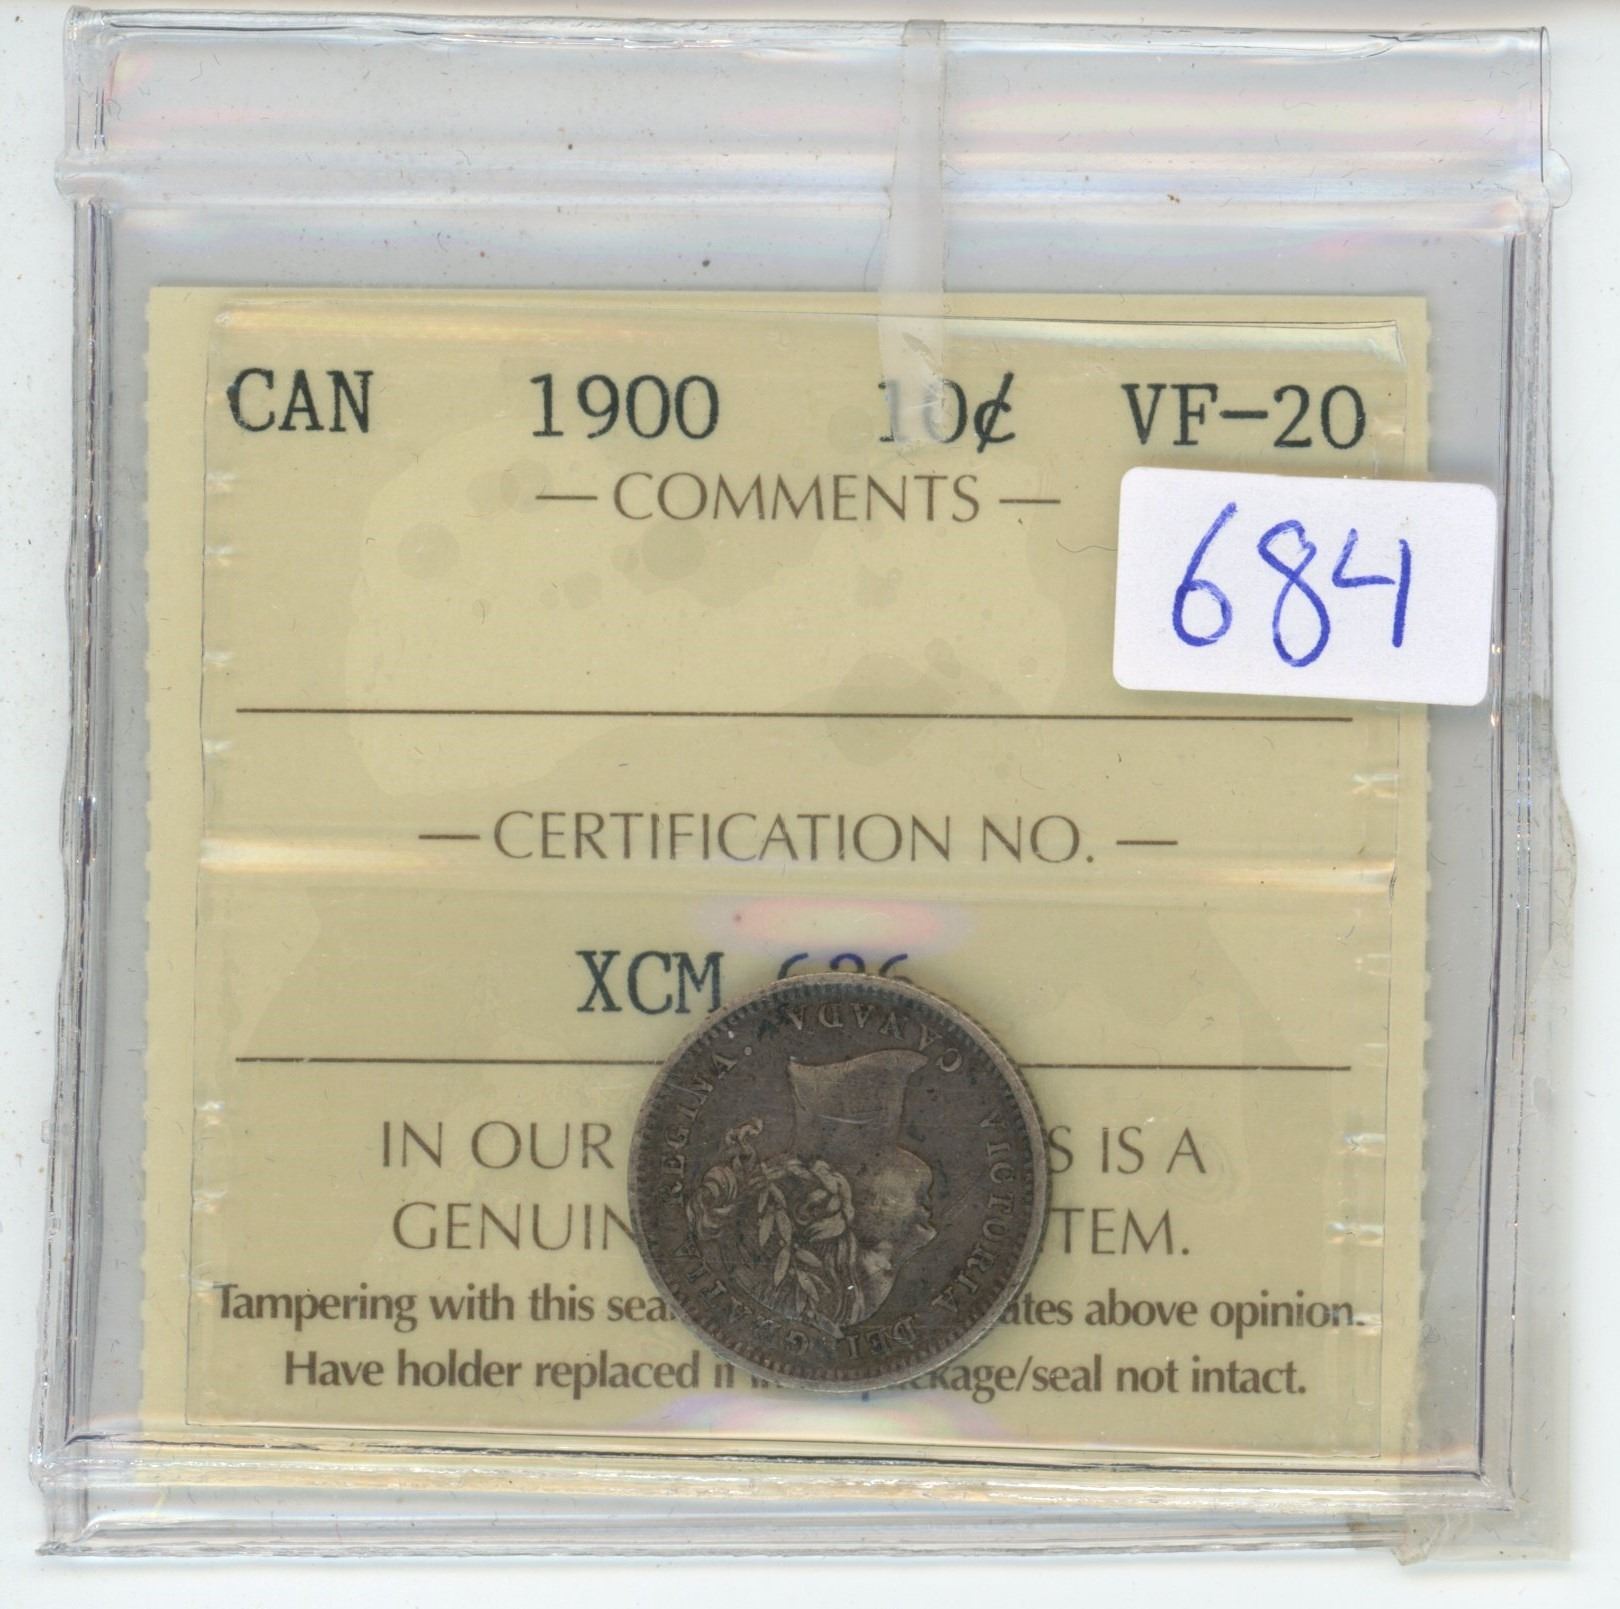 CAN 1900 10¢ VF-20
— COMMENTS —
684
— CERTIFICATION NO. —
XCM
IN OUR S IS A
GENUIN TEM.
Tampering with this sea ates above opinion.
Have holder replaced kage/seal not intact.
VICTORIA DEI GRATIA REGINA. CANADA